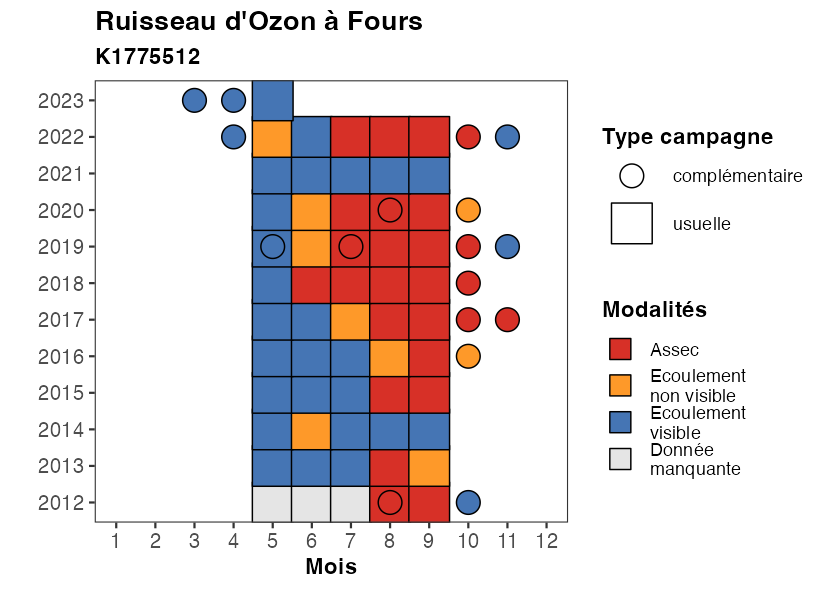 Ruisseau d'Ozon à Fours
K1775512
2023
2022
2021
2020
2019
2018
2017
2016
2015
2014
2013
2012
1 2 3 4 5 6 7 8 9 10 11 12
Mois
Type campagne
complémentaire
usuelle
Modalités
Assec
Ecoulement
non visible
Ecoulement
visible
Donnée
manquante